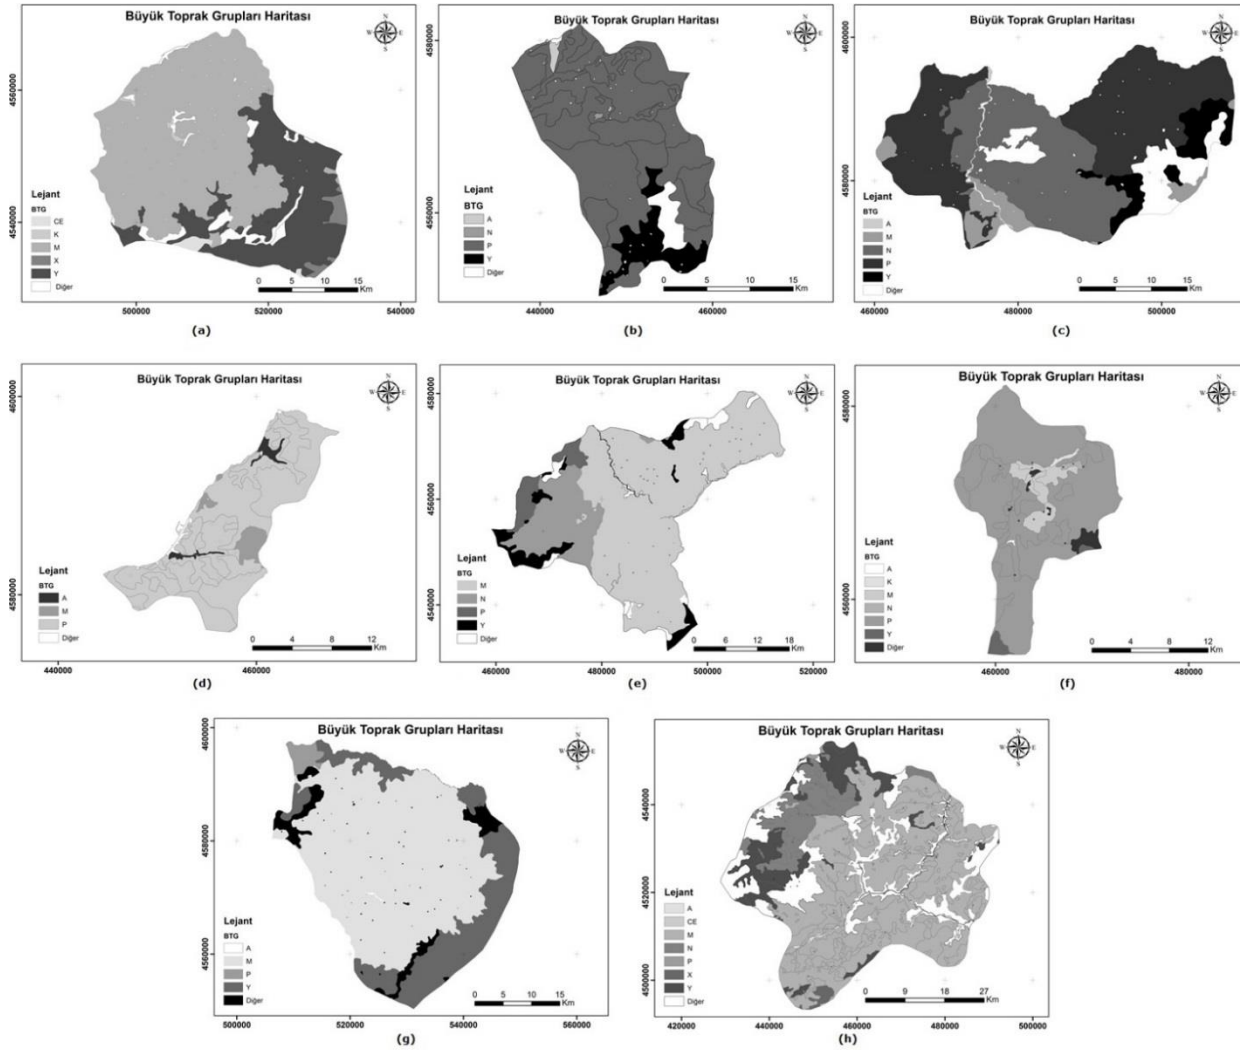 Büyük Toprak Grupları Haritası
N
W E
S
4560000
4540000
Lejant
BTG
CE
K
M
X
Y
Diğer
0 5 10 15
Km
500000 520000 540000
(a)
Büyük Toprak Grupları Haritası
N
W E
S
4580000
4560000
Lejant
BTG
A
N
P
Y
Diğer
0 5 10 15
Km
440000 460000
(b)
Büyük Toprak Grupları Haritası
N
W E
S
4600000
4580000
Lejant
BTG
A
M
N
P
Y
Diğer
0 5 10 15
Km
460000 480000 500000
(c)
Büyük Toprak Grupları Haritası
N
W E
S
4600000
4580000
Lejant
BTG
A
M
P
Diğer
0 4 8 12
Km
440000 460000
(d)
Büyük Toprak Grupları Haritası
N
W E
S
4580000
4560000
4540000
Lejant
BTG
M
N
P
Y
Diğer
0 6 12 18
Km
460000 480000 500000 520000
(e)
Büyük Toprak Grupları Haritası
N
W E
S
4580000
4560000
Lejant
BTG
A
K
M
N
P
Y
Diğer
0 4 8 12
Km
460000 480000
(f)
Büyük Toprak Grupları Haritası
N
W E
S
4600000
4580000
4560000
Lejant
BTG
A
M
P
Y
Diğer
0 5 10 15
Km
500000 520000 540000 560000
(g)
Büyük Toprak Grupları Haritası
N
W E
S
4540000
4520000
4500000
Lejant
BTG
A
CE
M
N
P
X
Y
Diğer
0 9 18 27
Km
420000 440000 460000 480000 500000
(h)